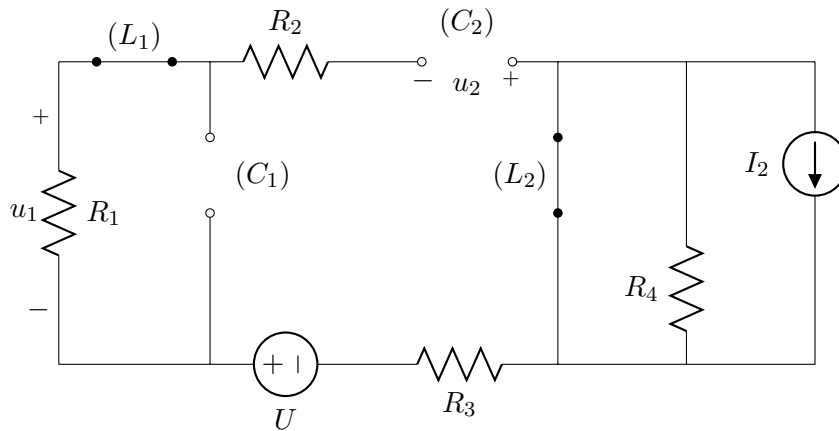 (L₁) R₂ (C₂)
− u₂ +
+
(C₁) (L₂) I₂
u₁ R₁
R₄
−
+ −
U R₃